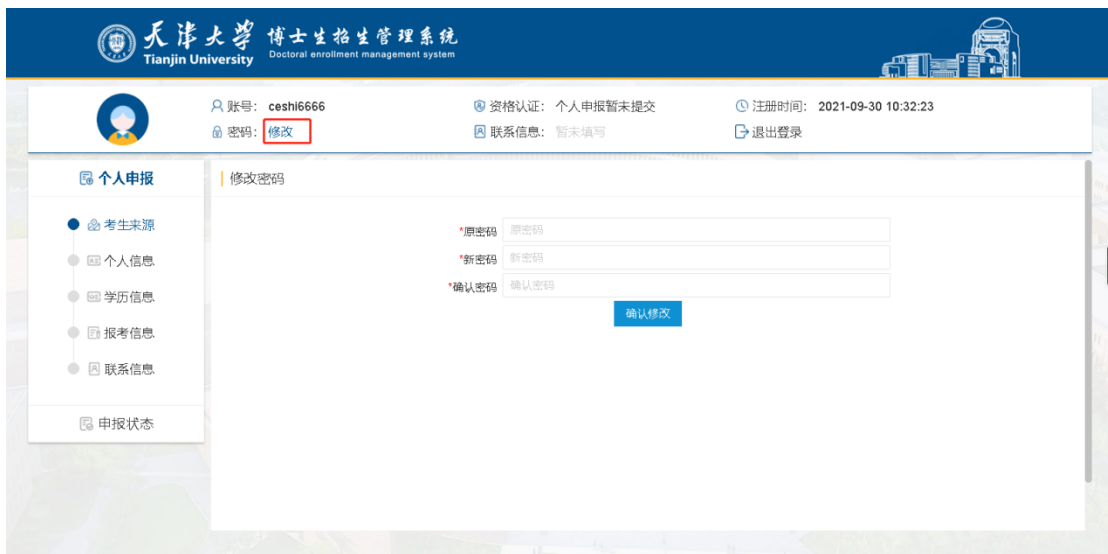 天津大学 博士生招生管理系统
Tianjin University Doctoral enrollment management system
账号： ceshi6666 资格认证： 个人申报暂未提交 注册时间： 2021-09-30 10:32:23
密码： 修改 联系信息： 暂未填写 退出登录
个人申报
修改密码
考生来源
个人信息
学历信息
报考信息
联系信息
申报状态
*原密码 原密码
*新密码 新密码
*确认密码 确认密码
确认修改